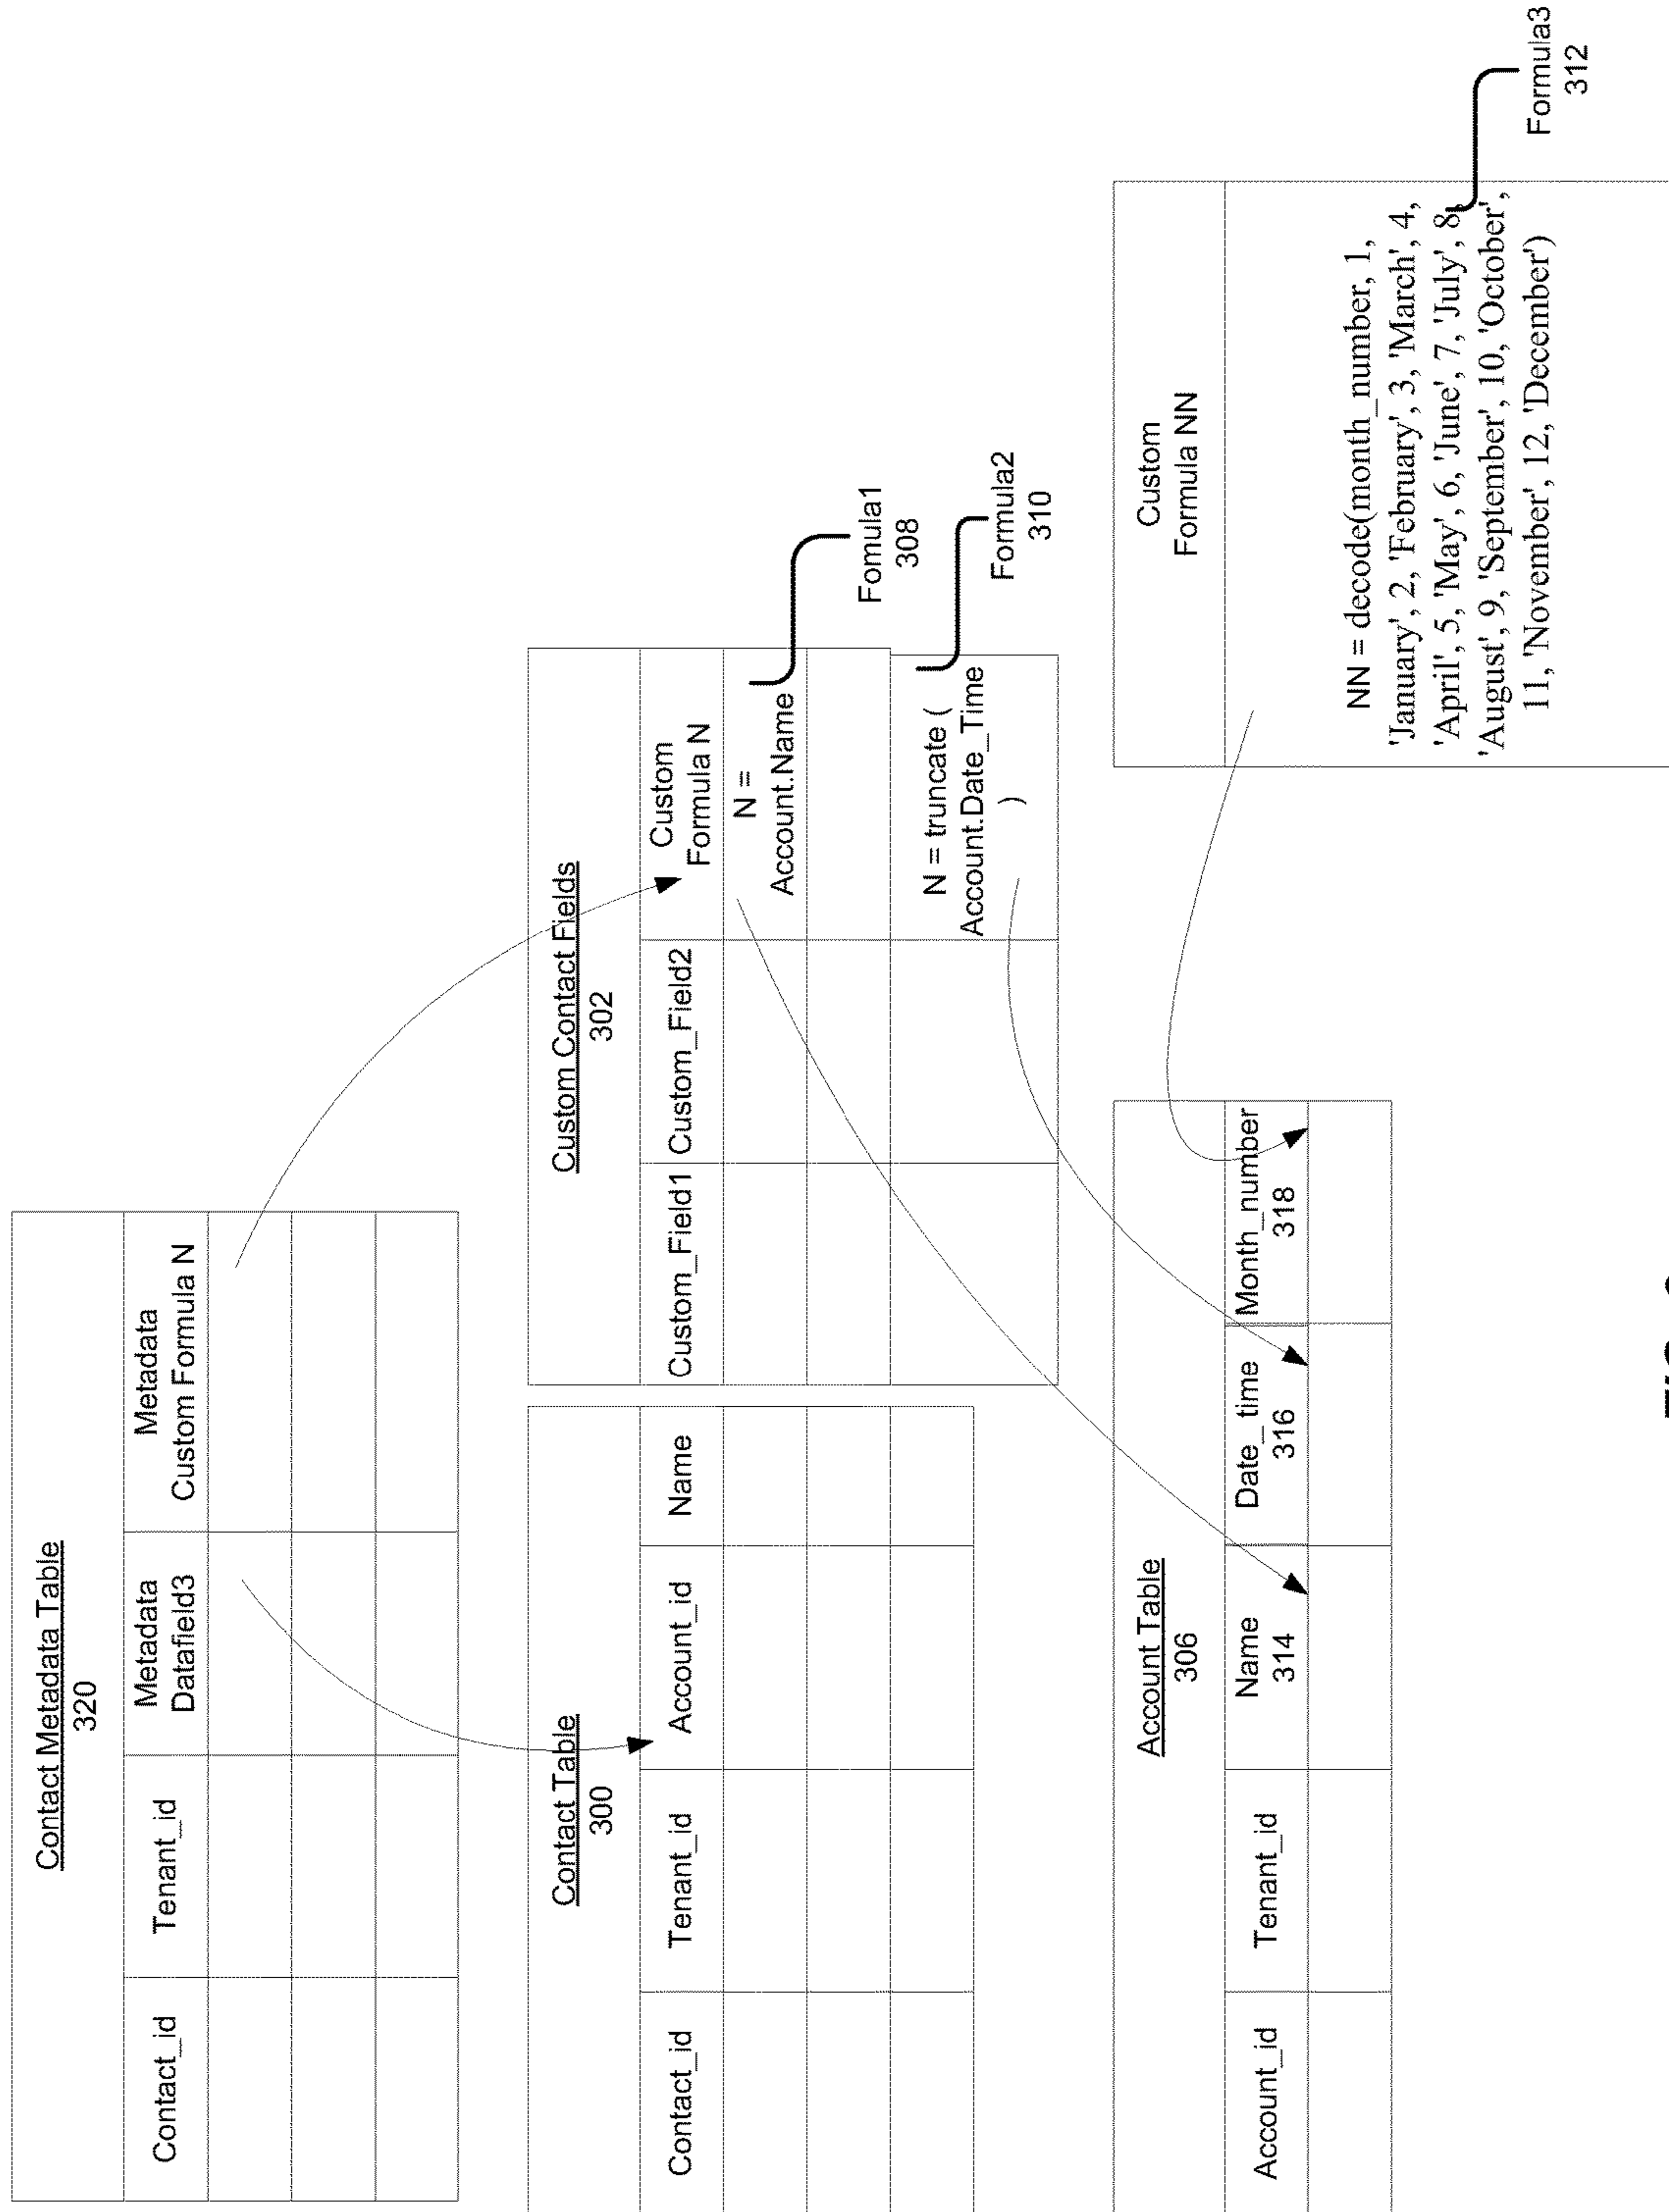 Contact Metadata Table
320
Contact_id
Tenant_id
Metadata
Datafield3
Metadata
Custom Formula N
Contact Table
300
Contact_id
Tenant_id
Account_id
Name
Custom Contact Fields
302
Custom_Field1
Custom_Field2
Custom
Formula N
N =
Account.Name
N = truncate (
Account.Date_Time
)
Fomula1
308
Formula2
310
Account Table
306
Account_id
Tenant_id
Name
314
Date_time
316
Month_number
318
Custom
Formula NN
NN = decode(month_number, 1,
'January', 2, 'February', 3, 'March', 4,
'April', 5, 'May', 6, 'June', 7, 'July', 8,
'August', 9, 'September', 10, 'October',
11, 'November', 12, 'December')
Formula3
312